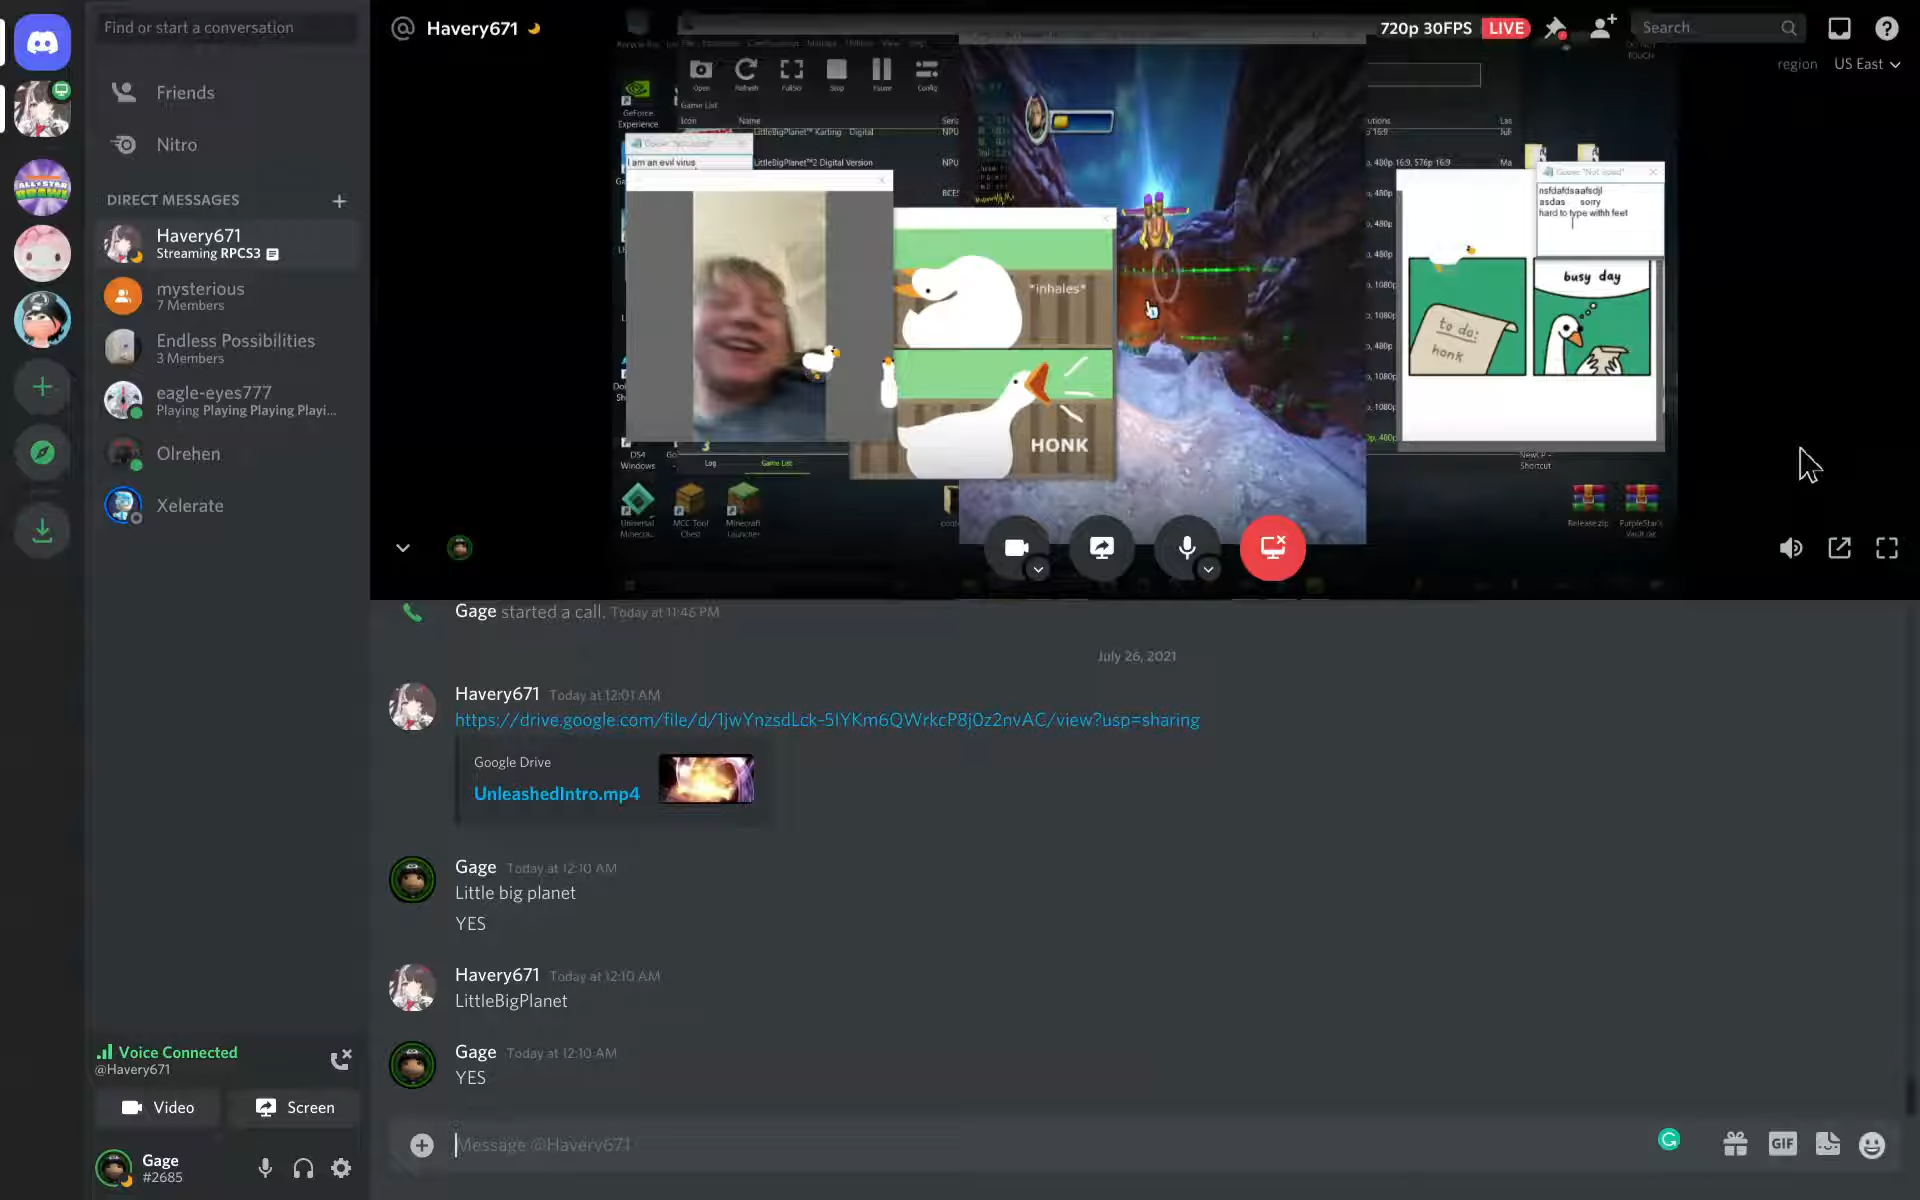 Find or start a conversation
Friends
Nitro
DIRECT MESSAGES
Havery671
Streaming RPCS3
mysterious
7 Members
Endless Possibilities
3 Members
eagle-eyes777
Playing Playing Playing Playi...
Olrehen
Xelerate
Voice Connected
@Havery671
Video
Screen
Gage
#2685
Havery671
720p 30FPS
LIVE
Search
region
US East
GeForce
Experience
Open
Refresh
Stop
Pause
Config
Game List
Icon
Name
LittleBigPlanet™ Karting
Digital
NPU
LittleBigPlanet™2 Digital Version
NPU
I am an evil virus
*inhales*
HONK
Goose "Not-epad"
nsfdafdsaafsdjl
asdas sorry
hard to type withh feet
to do:
honk
busy day
DS4
Windows
Log
Game List
Universal
MCC Tool
Chest
Minecraft
Launcher
Shortcut
Release.zip
PurpleStar's
Vault.rar
Gage started a call. Today at 11:46 PM
July 26, 2021
Havery671 Today at 12:01 AM
https://drive.google.com/file/d/1jwYnzsdLck-5IYKm6QWrkcP8j0z2nvAC/view?usp=sharing
Google Drive
UnleashedIntro.mp4
Gage Today at 12:10 AM
Little big planet
YES
Havery671 Today at 12:10 AM
LittleBigPlanet
Gage Today at 12:10 AM
YES
Message @Havery671
GIF